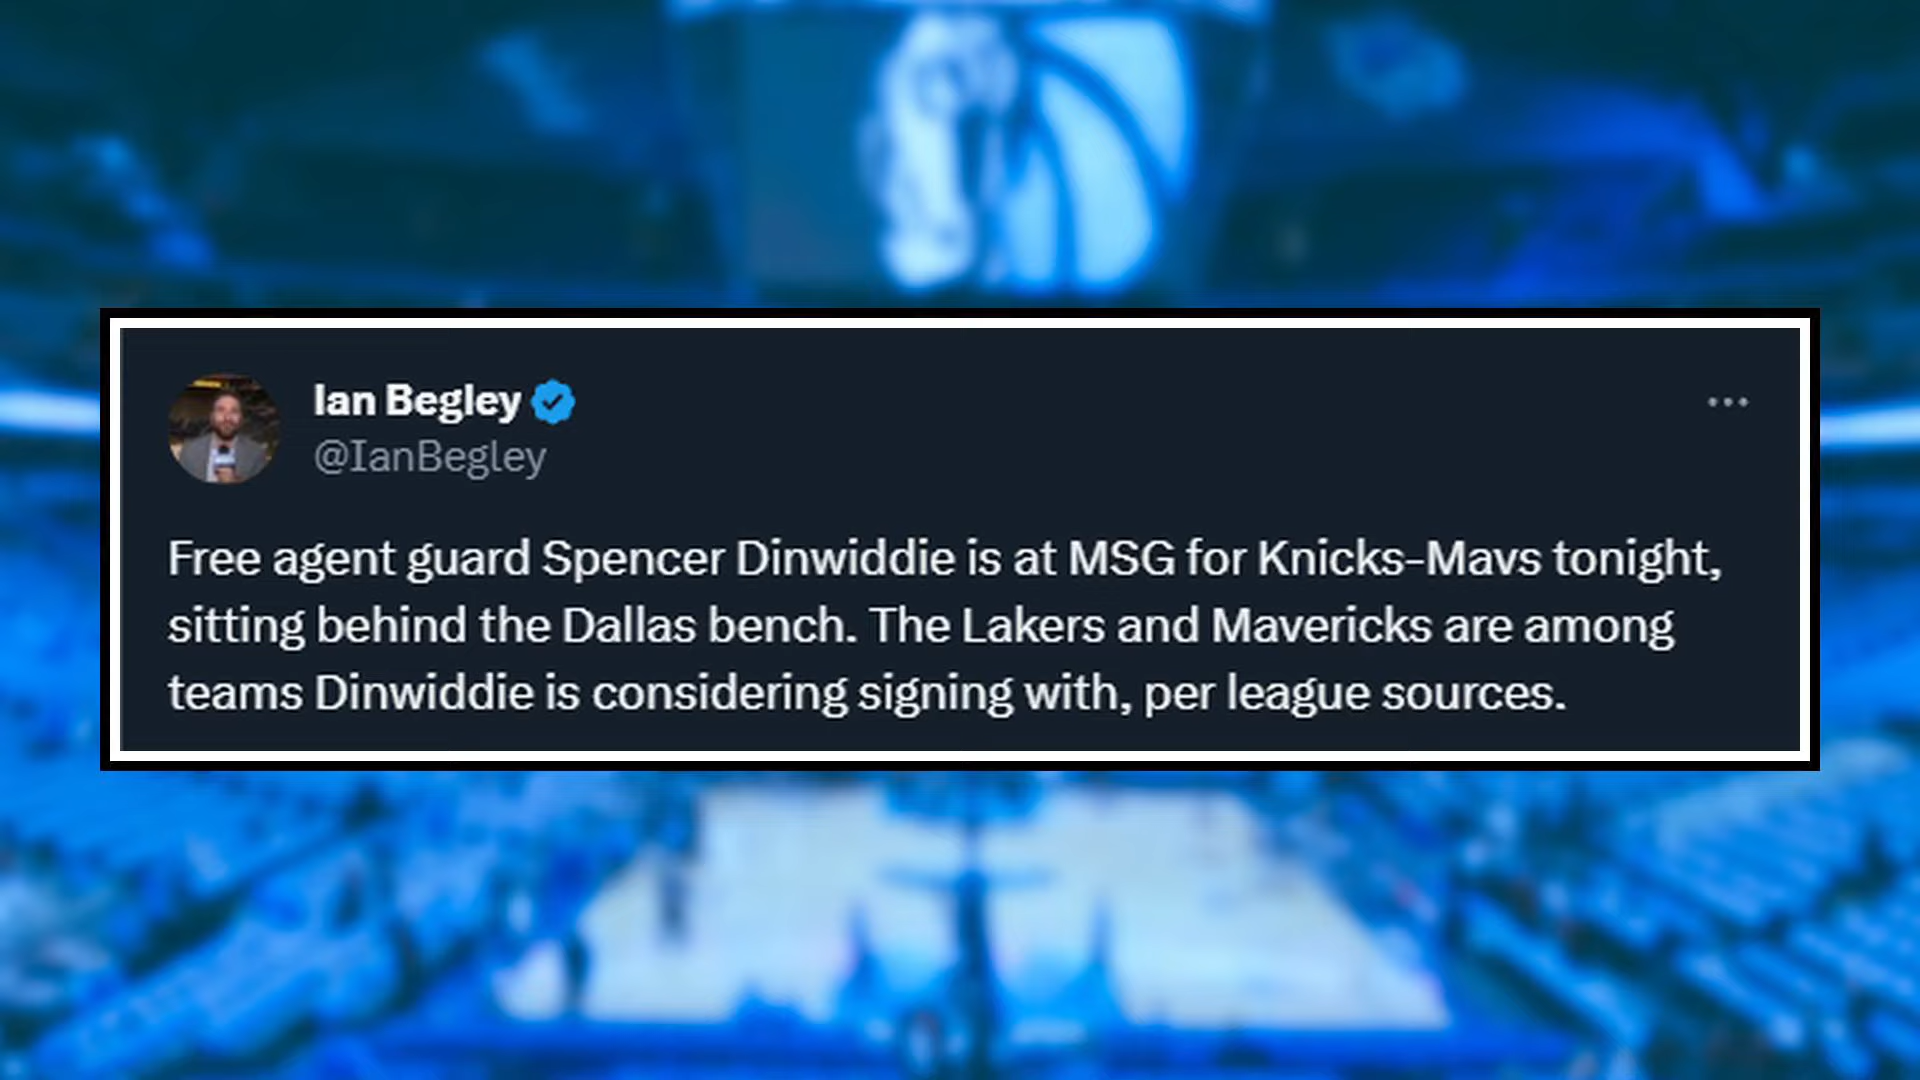 Ian Begley
@IanBegley
Free agent guard Spencer Dinwiddie is at MSG for Knicks-Mavs tonight,
sitting behind the Dallas bench. The Lakers and Mavericks are among
teams Dinwiddie is considering signing with, per league sources.